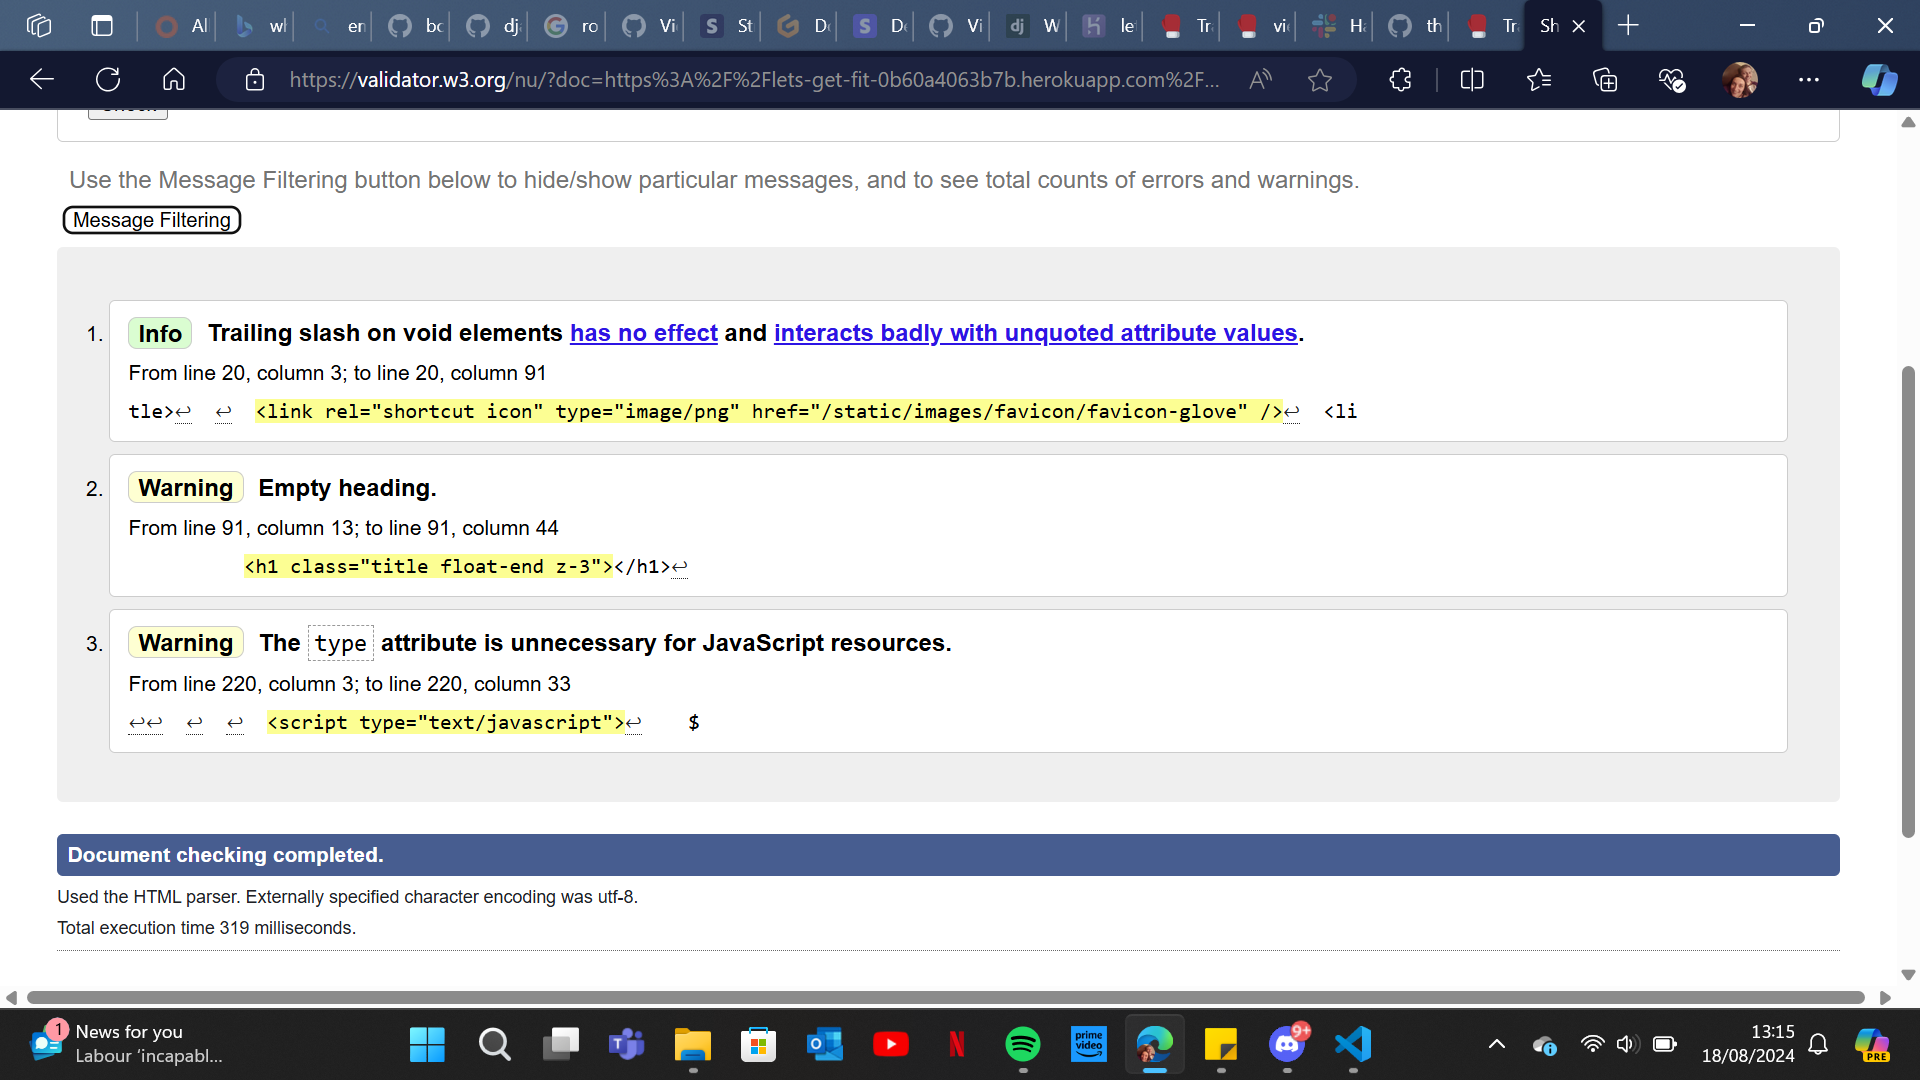 Al
wl
en
bo
dj
ro
Vi
St
De
De
Vi
W
le
Tr
vi
Ha
th
Tr
Sh
https://validator.w3.org/nu/?doc=https%3A%2F%2Flets-get-fit-0b60a4063b7b.herokuapp.com%2F...
Use the Message Filtering button below to hide/show particular messages, and to see total counts of errors and warnings.
Message Filtering
1. Info Trailing slash on void elements has no effect and interacts badly with unquoted attribute values.
From line 20, column 3; to line 20, column 91
tle>↩ ↩ <link rel="shortcut icon" type="image/png" href="/static/images/favicon/favicon-glove" />↩ <li
2. Warning Empty heading.
From line 91, column 13; to line 91, column 44
<h1 class="title float-end z-3"></h1>↩
3. Warning The type attribute is unnecessary for JavaScript resources.
From line 220, column 3; to line 220, column 33
↩↩ ↩ ↩ <script type="text/javascript">↩ $
Document checking completed.
Used the HTML parser. Externally specified character encoding was utf-8.
Total execution time 319 milliseconds.
1
News for you
Labour 'incapabl...
prime video
9+
13:15
18/08/2024
PRE